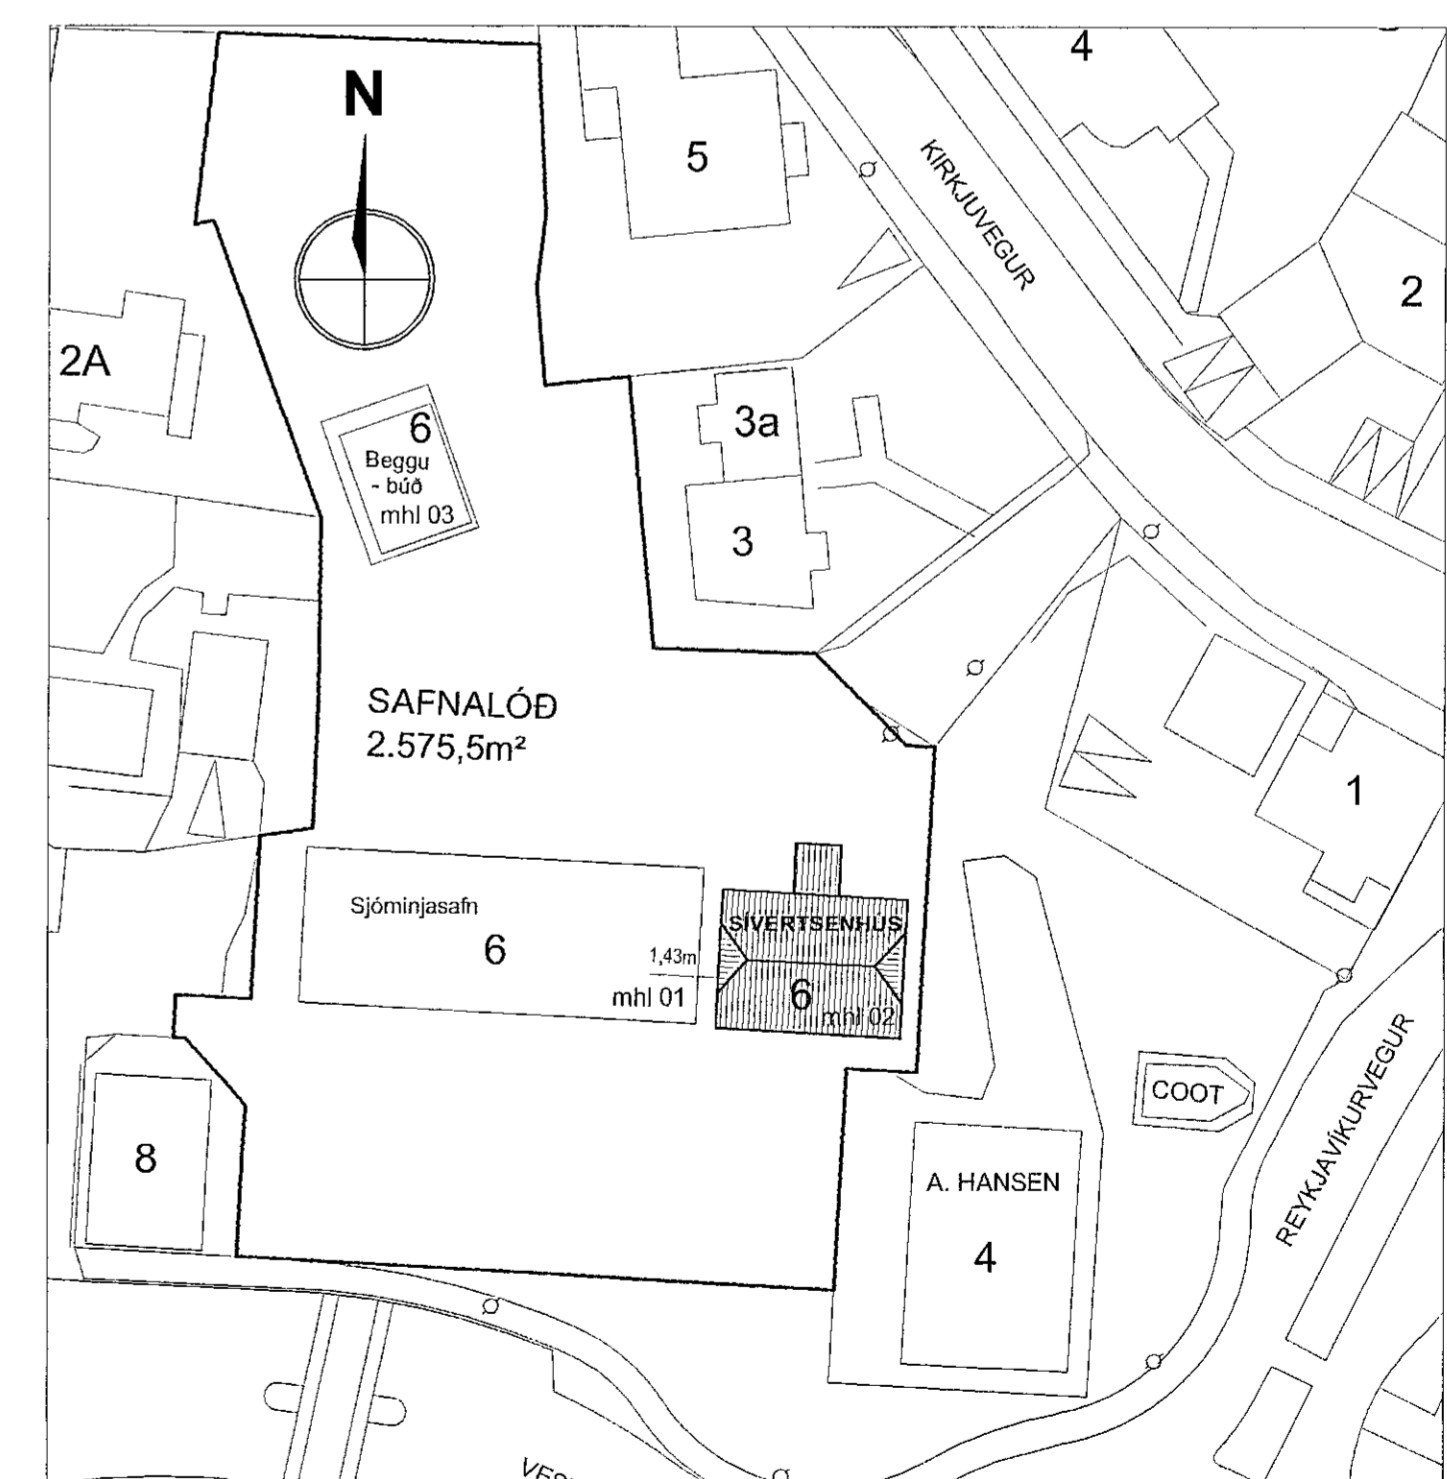 4
N
5
KIRKJUVEGUR
2
2A
6
Beggu
- búð
mhl 03
3a
3
SAFNALÓÐ
2.575,5m²
1
Sjóminjasafn
6
1,43m
mhl 01
SÍVERTSENHÚS
6
mhl 02
COOT
REYKJAVÍKURVEGUR
8
A. HANSEN
4